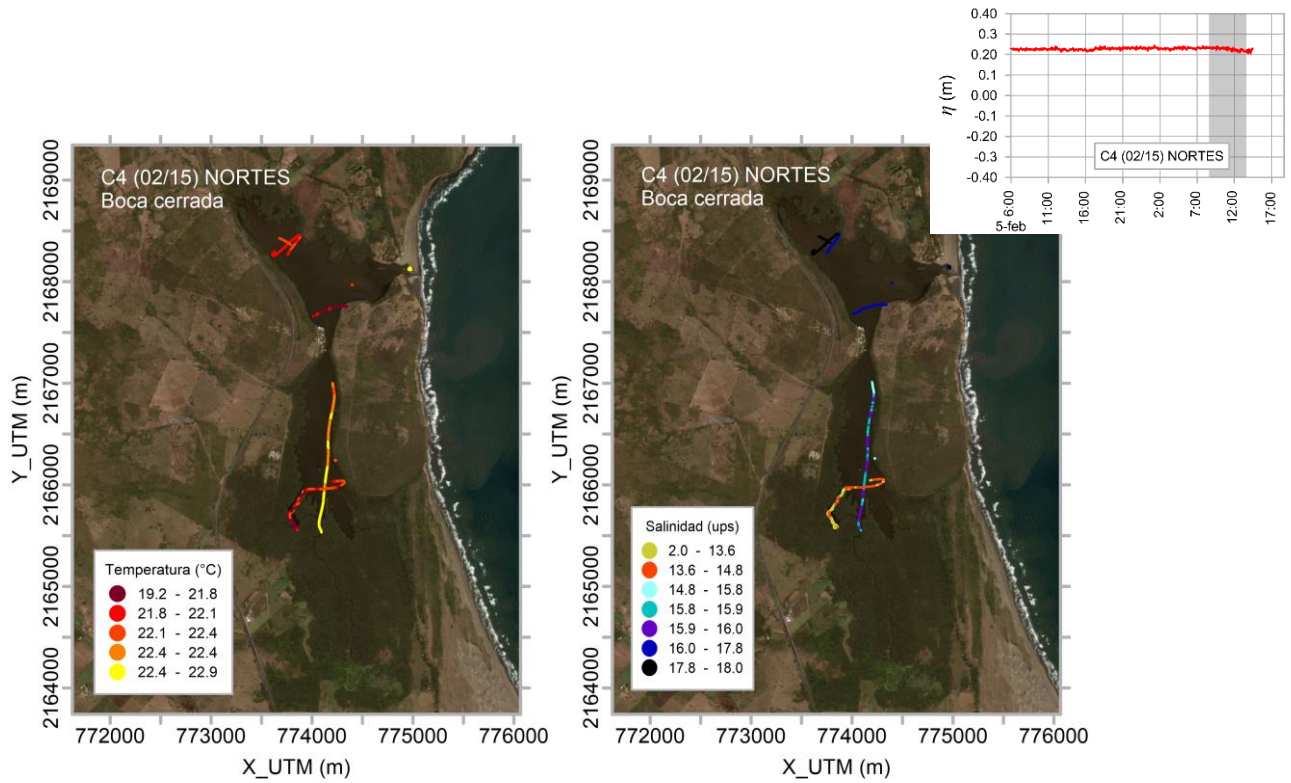 0.40
0.30
0.20
0.1
0.00
-0.1
-0.20
-0.3
-0.40
η (m)
C4 (02/15) NORTES
6:00
11:00
16:00
21:00
2:00
7:00
12:00
17:00
5-feb
C4 (02/15) NORTES
Boca cerrada
2169000
2168000
2167000
2166000
2165000
2164000
Y_UTM (m)
Temperatura (°C)
19.2 - 21.8
21.8 - 22.1
22.1 - 22.4
22.4 - 22.4
22.4 - 22.9
772000
773000
774000
775000
776000
X_UTM (m)
C4 (02/15) NORTES
Boca cerrada
2169000
2168000
2167000
2166000
2165000
2164000
Y_UTM (m)
Salinidad (ups)
2.0 - 13.6
13.6 - 14.8
14.8 - 15.8
15.8 - 15.9
15.9 - 16.0
16.0 - 17.8
17.8 - 18.0
772000
773000
774000
775000
776000
X_UTM (m)